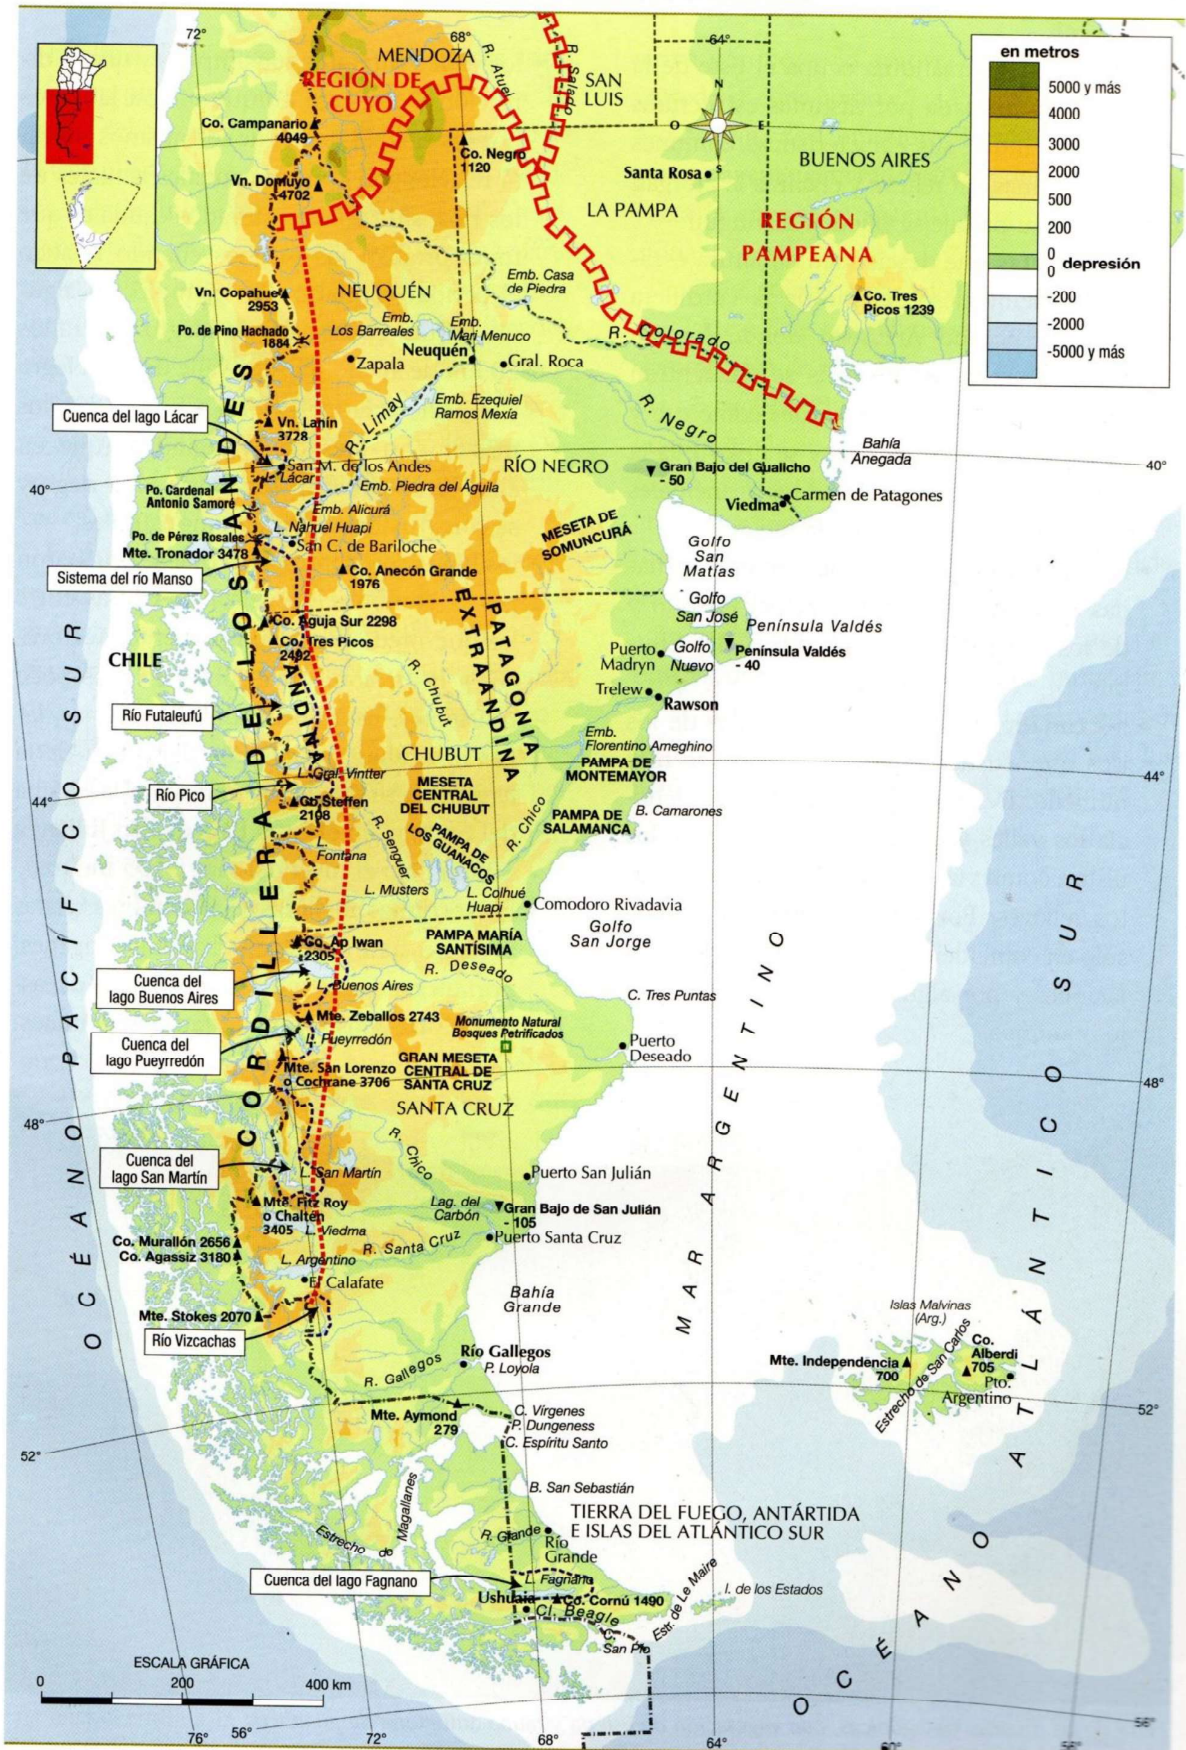 72°
68°
64°
MENDOZA
REGIÓN DE
CUYO
R. Atuel
R. Salado
SAN
LUIS
en metros
5000 y más
4000
3000
2000
500
200
0
0 depresión
-200
-2000
-5000 y más
N
O
E
S
Co. Campanario
4049
Co. Negro
1120
Santa Rosa
BUENOS AIRES
Vn. Domuyo
4702
LA PAMPA
REGIÓN
PAMPEANA
Vn. Copahue
2953
NEUQUÉN
Emb. Casa
de Piedra
Co. Tres
Picos 1239
Po. de Pino Hachado
1884
Emb.
Los Barreales
Emb.
Mari Menuco
R. Colorado
Neuquén
Zapala
Gral. Roca
Cuenca del lago Lácar
Vn. Lanín
3728
R. Limay
Emb. Ezequiel
Ramos Mexía
R. Negro
Bahía
Anegada
San M. de los Andes
L. Lácar
RÍO NEGRO
Gran Bajo del Gualicho
- 50
40°
40°
Po. Cardenal
Antonio Samoré
Emb. Piedra del Águila
Emb. Alicurá
Viedma
Carmen de Patagones
Po. de Pérez Rosales
L. Nahuel Huapi
San C. de Bariloche
Mte. Tronador 3478
MESETA DE
SOMUNCURÁ
Golfo
San
Matías
Sistema del río Manso
Co. Anecón Grande
1976
Golfo
San José
Península Valdés
Co. Aguja Sur 2298
Co. Tres Picos
2492
PATAGONIA
EXTRAANDINA
CHILE
Puerto
Madryn
Golfo
Nuevo
Península Valdés
- 40
ANDINA
R. Chubut
Trelew
Rawson
Río Futaleufú
CORDILLERA DE LOS ANDES
Emb.
Florentino Ameghino
CHUBUT
PAMPA DE
MONTEMAYOR
L. Gral. Vintter
44°
44°
Río Pico
MESETA
CENTRAL
DEL CHUBUT
Co. Steffen
2108
PAMPA DE
SALAMANCA
B. Camarones
PAMPA DE
LOS GUANACOS
R. Chico
R. Senguer
L.
Fontana
L. Musters
L. Colhué
Huapi
Comodoro Rivadavia
Golfo
San Jorge
Co. Ap Iwan
2305
PAMPA MARÍA
SANTÍSIMA
R. Deseado
Cuenca del
lago Buenos Aires
L. Buenos Aires
C. Tres Puntas
Mte. Zeballos 2743
Monumento Natural
Bosques Petrificados
Cuenca del
lago Pueyrredón
L. Pueyrredón
Puerto
Deseado
Mte. San Lorenzo
o Cochrane 3706
GRAN MESETA
CENTRAL DE
SANTA CRUZ
48°
48°
SANTA CRUZ
R. Chico
Cuenca del
lago San Martín
L. San Martín
Puerto San Julián
Mte. Fitz Roy
o Chaltén
3405
Lag. del
Carbón
Gran Bajo de San Julián
- 105
L. Viedma
Co. Murallón 2656
Co. Agassiz 3180
R. Santa Cruz
Puerto Santa Cruz
L. Argentino
El Calafate
Bahía
Grande
Mte. Stokes 2070
Río Vizcachas
Islas Malvinas
(Arg.)
Mte. Independencia
700
Estrecho de San Carlos
Co.
Alberdi
705
Pto.
Argentino
Río Gallegos
P. Loyola
R. Gallegos
Mte. Aymond
279
C. Vírgenes
P. Dungeness
C. Espíritu Santo
52°
52°
B. San Sebastián
Estrecho de Magallanes
TIERRA DEL FUEGO, ANTÁRTIDA
E ISLAS DEL ATLÁNTICO SUR
R. Grande
Río
Grande
Cuenca del lago Fagnano
L. Fagnano
Ushuaia
Co. Cornú 1490
Cl. Beagle
Estr. de Le Maire
I. de los Estados
C.
San Pío
OCÉANO PACÍFICO SUR
MAR ARGENTINO
OCÉANO ATLÁNTICO SUR
ESCALA GRÁFICA
0 200 400 km
76°
56°
72°
68°
64°
60°
56°
56°